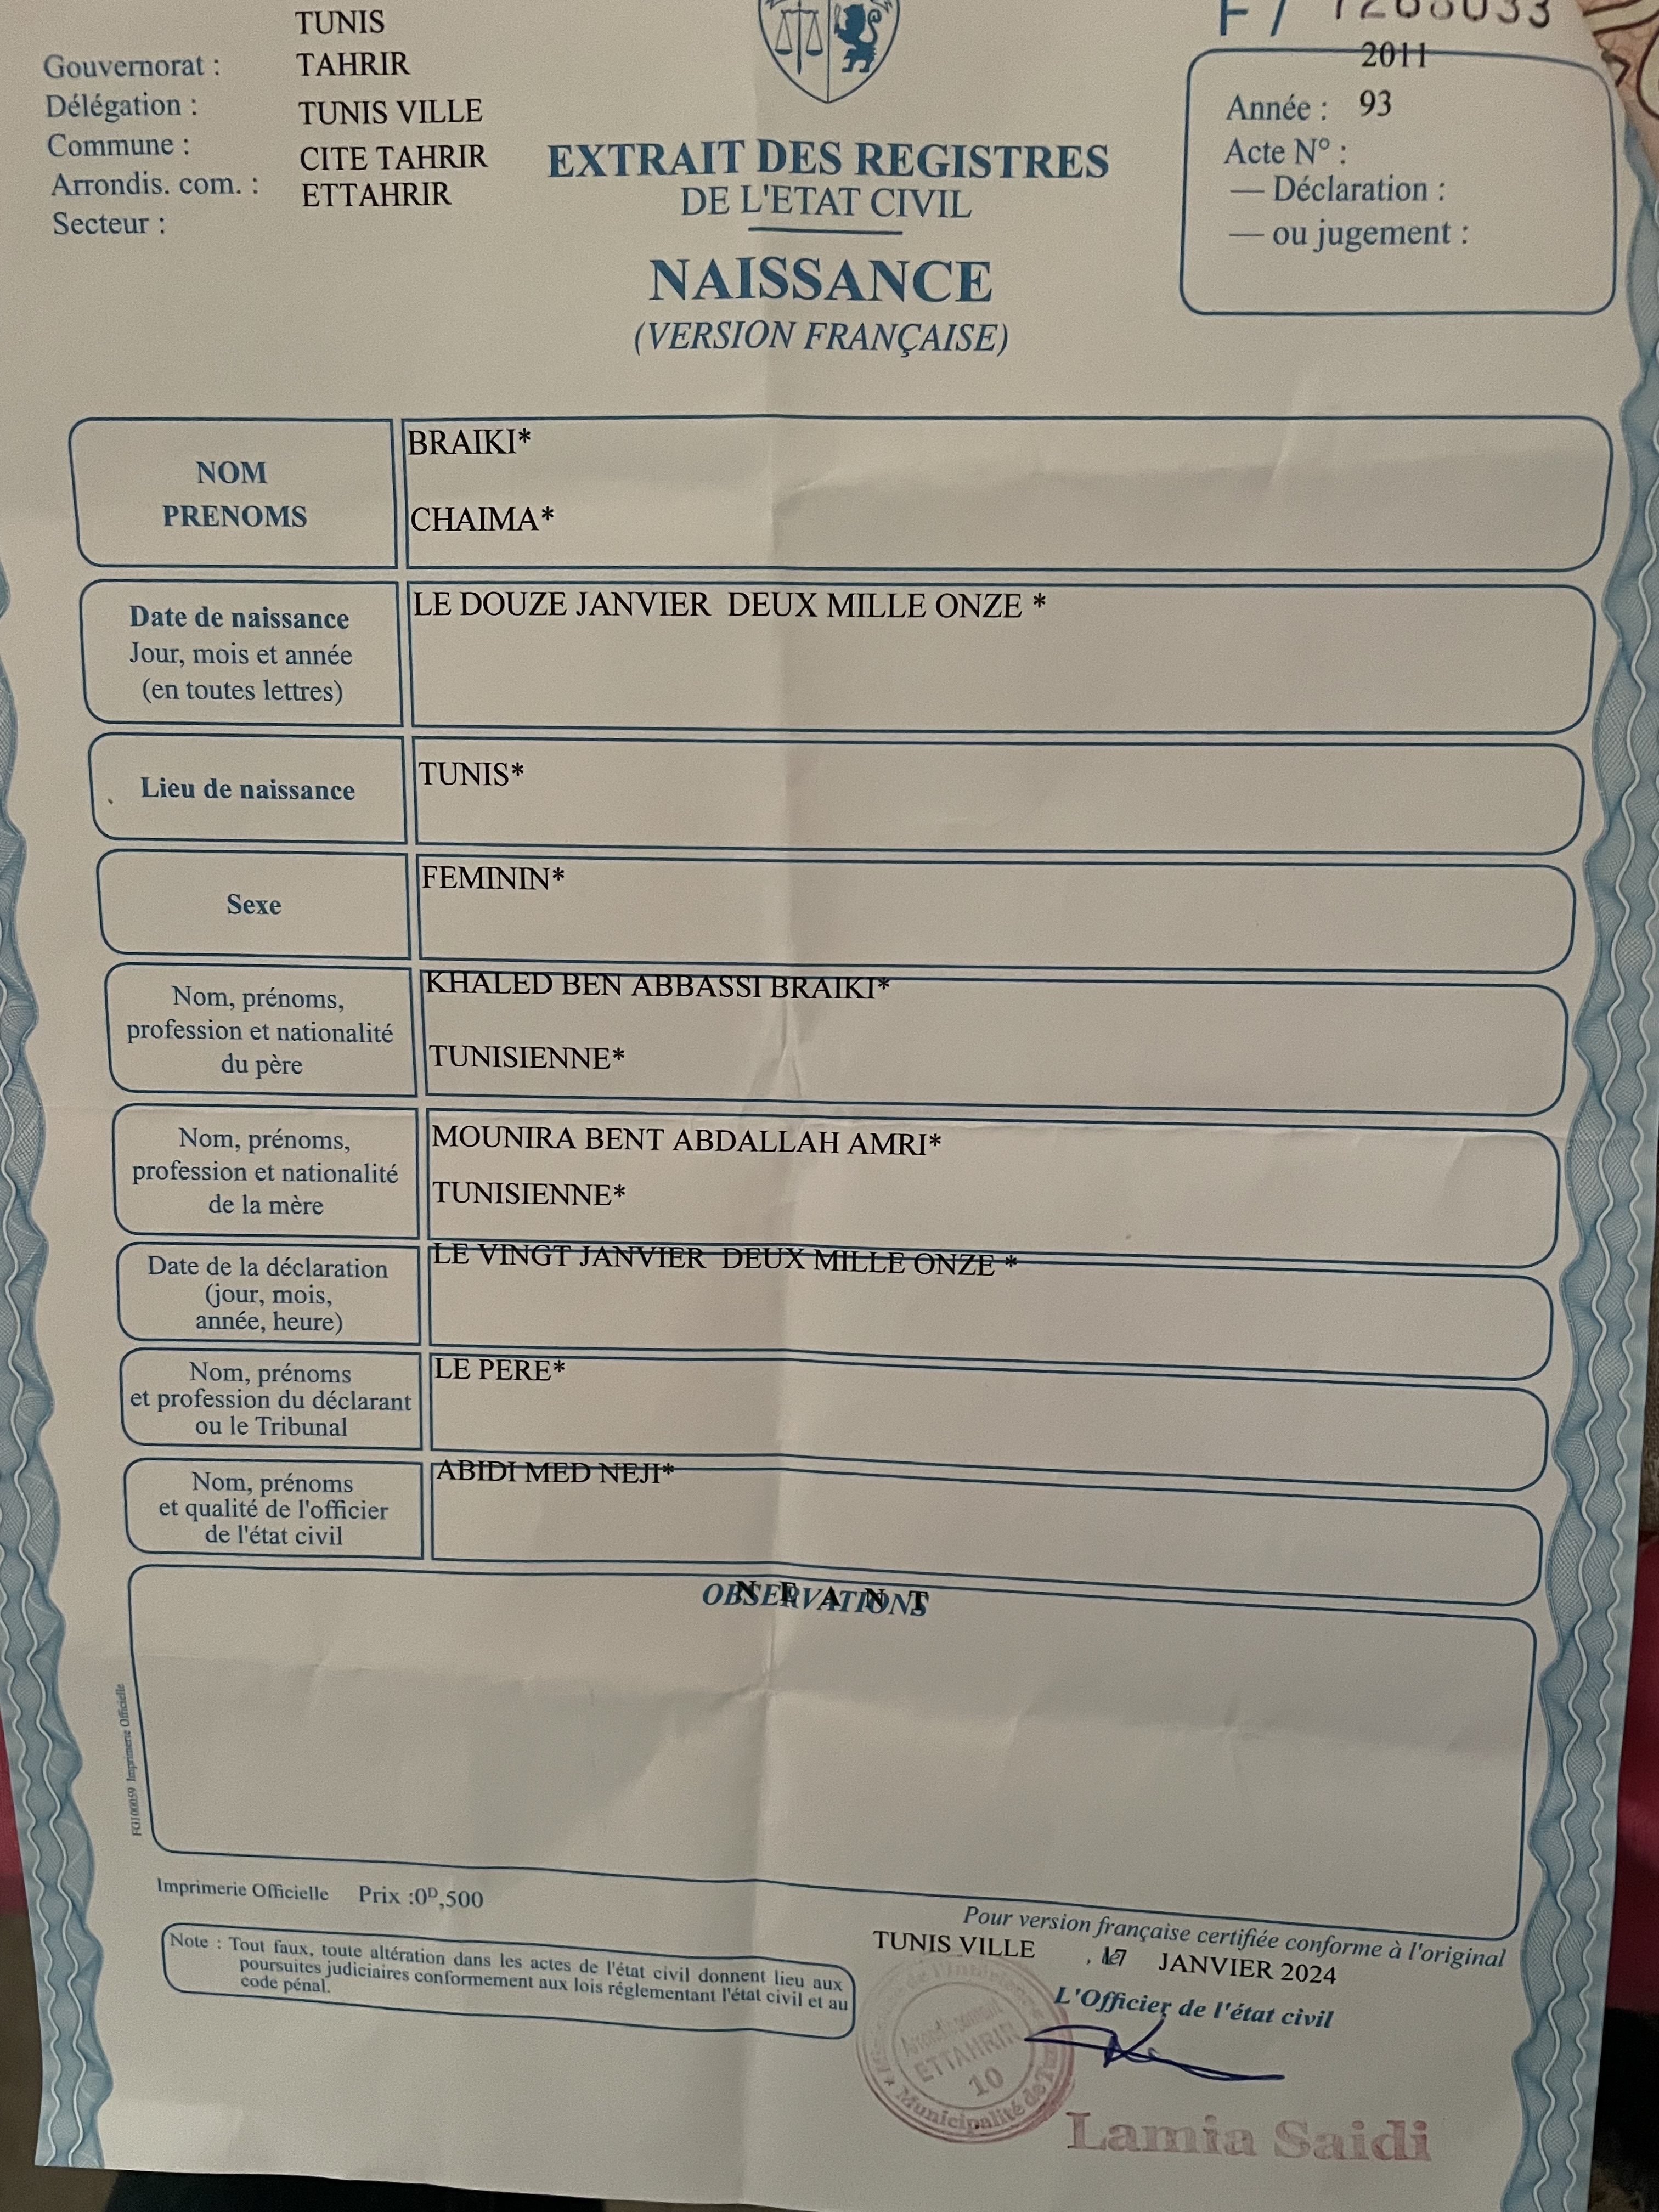 TUNIS
Gouvernorat : TAHRIR
Délégation : TUNIS VILLE
Commune : CITE TAHRIR
Arrondis. com. : ETTAHRIR
Secteur :
EXTRAIT DES REGISTRES
DE L'ETAT CIVIL
NAISSANCE
(VERSION FRANÇAISE)
2011
Année : 93
Acte N° :
— Déclaration :
— ou jugement :
NOM
PRENOMS
BRAIKI*
CHAIMA*
Date de naissance
Jour, mois et année
(en toutes lettres)
LE DOUZE JANVIER DEUX MILLE ONZE *
Lieu de naissance
TUNIS*
Sexe
FEMININ*
Nom, prénoms,
profession et nationalité
du père
KHALED BEN ABBASSI BRAIKI*
TUNISIENNE*
Nom, prénoms,
profession et nationalité
de la mère
MOUNIRA BENT ABDALLAH AMRI*
TUNISIENNE*
Date de la déclaration
(jour, mois,
année, heure)
LE VINGT JANVIER DEUX MILLE ONZE *
Nom, prénoms
et profession du déclarant
ou le Tribunal
LE PERE*
Nom, prénoms
et qualité de l'officier
de l'état civil
ABIDI MED NEJI*
OBSERVATIONS
N E A N T
FG100059 Imprimerie Officielle
Imprimerie Officielle Prix :0ᴰ,500
Note : Tout faux, toute altération dans les actes de l'état civil donnent lieu aux
poursuites judiciaires conformement aux lois réglementant l'état civil et au
code pénal.
Pour version française certifiée conforme à l'original
TUNIS VILLE , le 17 JANVIER 2024
L'Officier de l'état civil
Arrondissement
ETTAHRIR
10
Municipalité de Tunis
Lamia Saidi